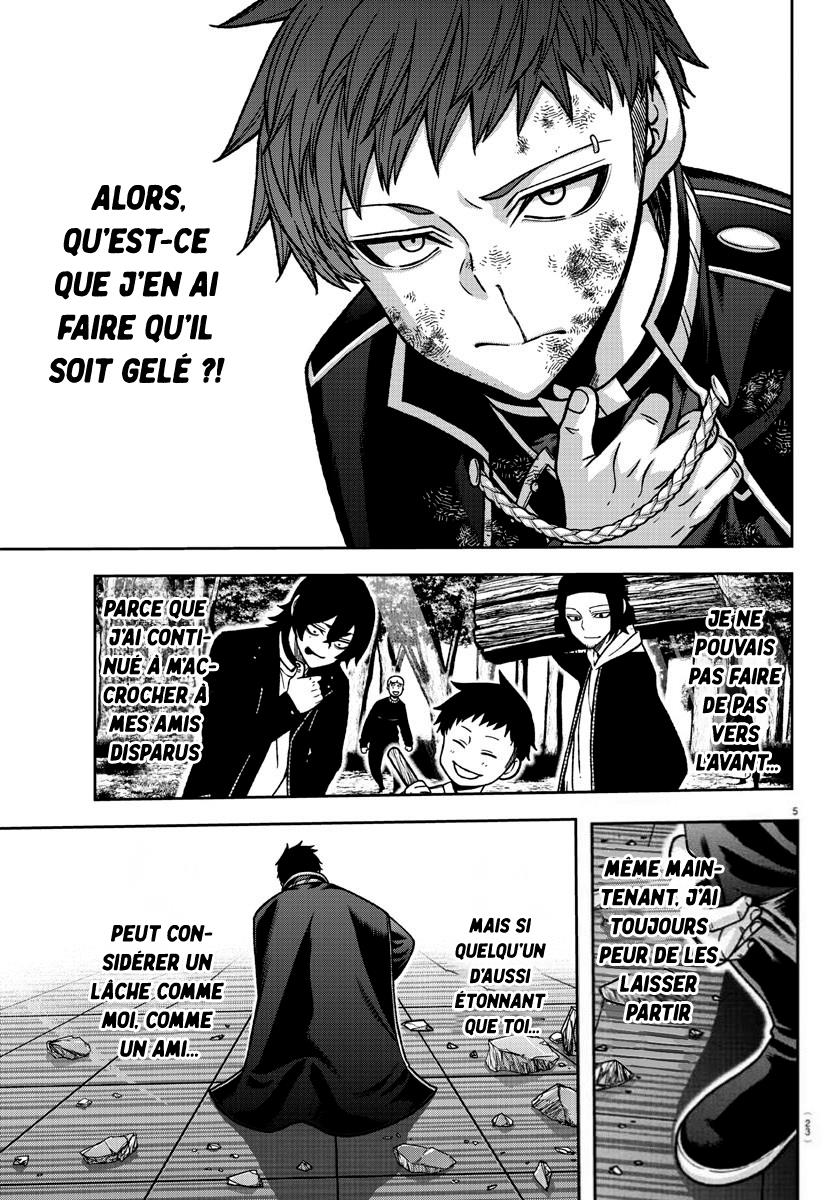 ALORS,
QU'EST-CE
QUE J'EN AI
FAIRE QU'IL
SOIT GELÉ ?!
JE NE
POUVAIS
PAS FAIRE
DE PAS
VERS
L'AVANT...
PARCE QUE
J'AI CONTI-
NUÉ À M'AC-
CROCHER À
MES AMIS
DISPARUS
5
MÊME MAIN-
TENANT, J'AI
TOUJOURS
PEUR DE LES
LAISSER
PARTIR
MAIS SI
QUELQU'UN
D'AUSSI
ÉTONNANT
QUE TOI...
PEUT CON-
SIDÉRER UN
LÂCHE COMME
MOI, COMME
UN AMI...
(23)